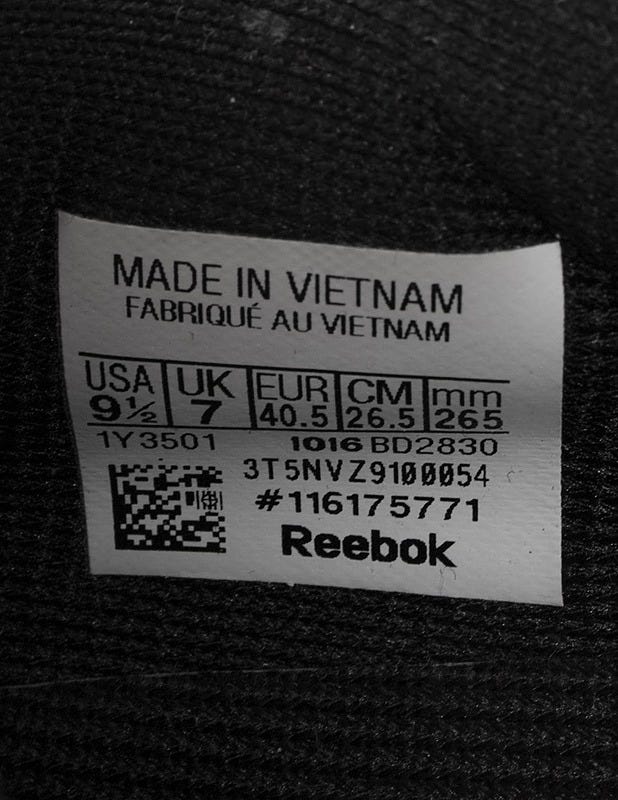 MADE IN VIETNAM
FABRIQUÉ AU VIETNAM
USA UK EUR CM mm
9½ 7 40.5 26.5 265
1Y3501 1016 BD2830
3T5NVZ9100054
#116175771
Reebok